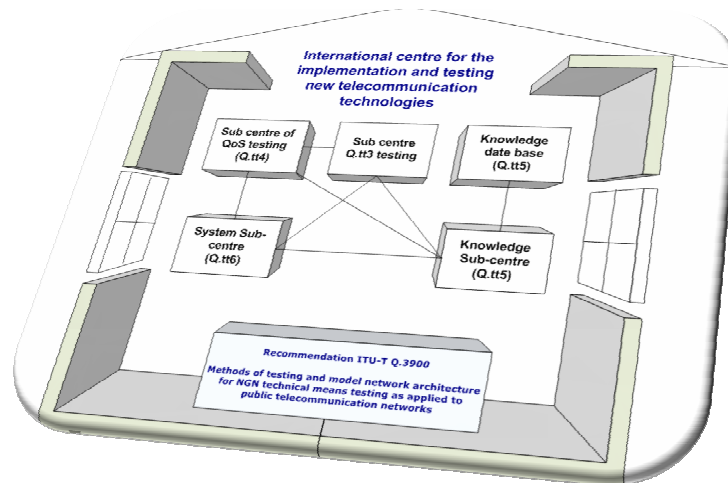 International centre for the
implementation and testing
new telecommunication
technologies
Sub centre of
QoS testing
(Q.tt4)
Sub centre
Q.tt3 testing
Knowledge
date base
(Q.tt5)
System Sub-
centre
(Q.tt6)
Knowledge
Sub-centre
(Q.tt5)
Recommendation ITU-T Q.3900
Methods of testing and model network architecture
for NGN technical means testing as applied to
public telecommunication networks